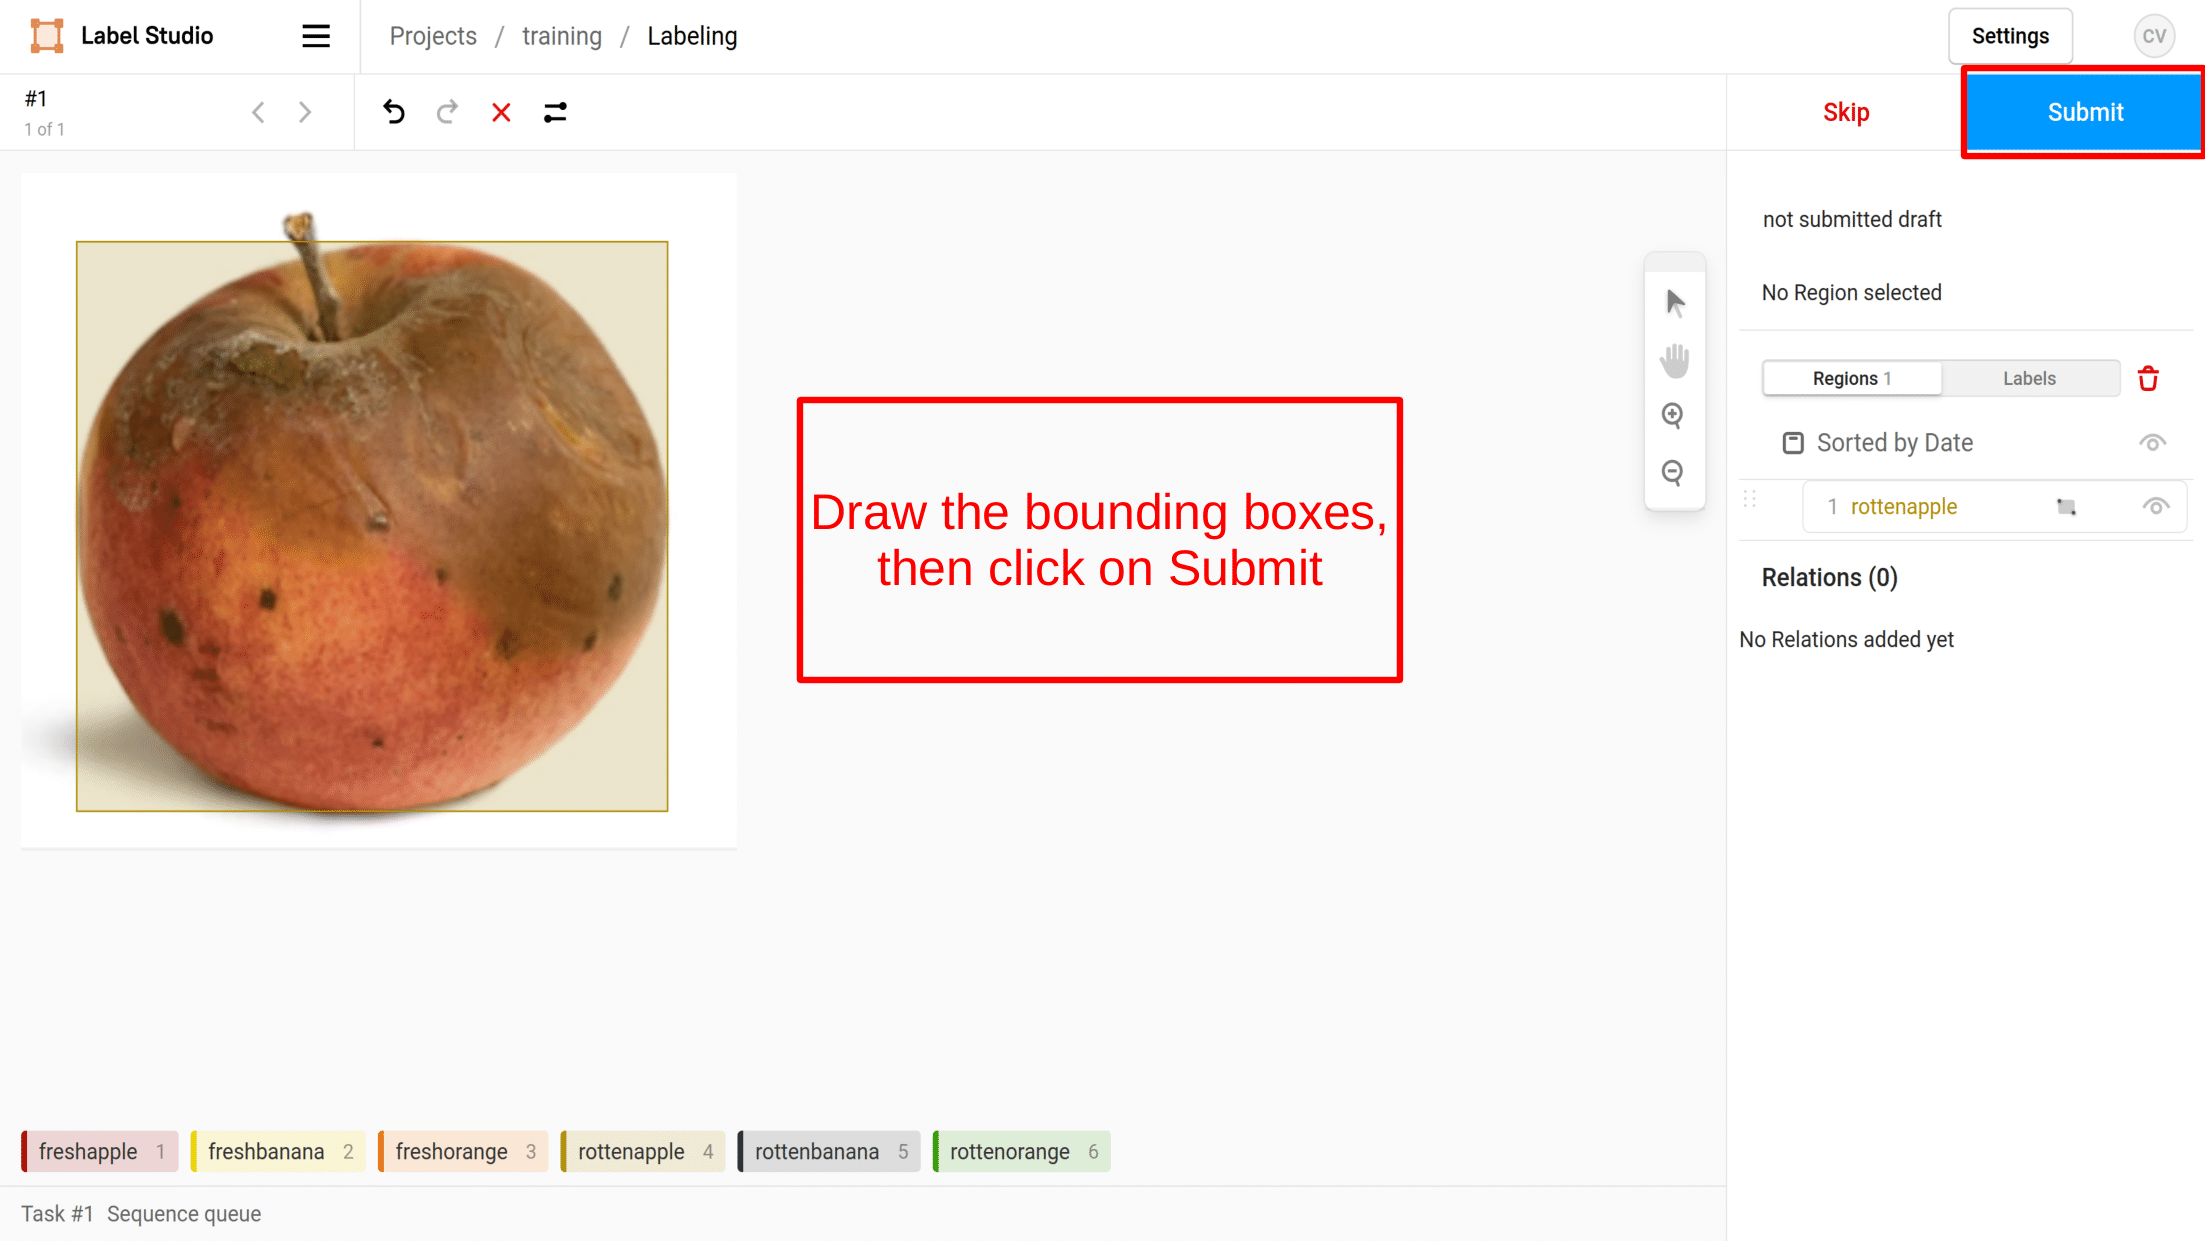 Label Studio
Projects / training / Labeling
Settings
CV
#1
1 of 1
Skip
Submit
not submitted draft
No Region selected
Regions 1
Labels
Sorted by Date
1 rottenapple
Relations (0)
No Relations added yet
Draw the bounding boxes,
then click on Submit
freshapple 1
freshbanana 2
freshorange 3
rottenapple 4
rottenbanana 5
rottenorange 6
Task #1 Sequence queue